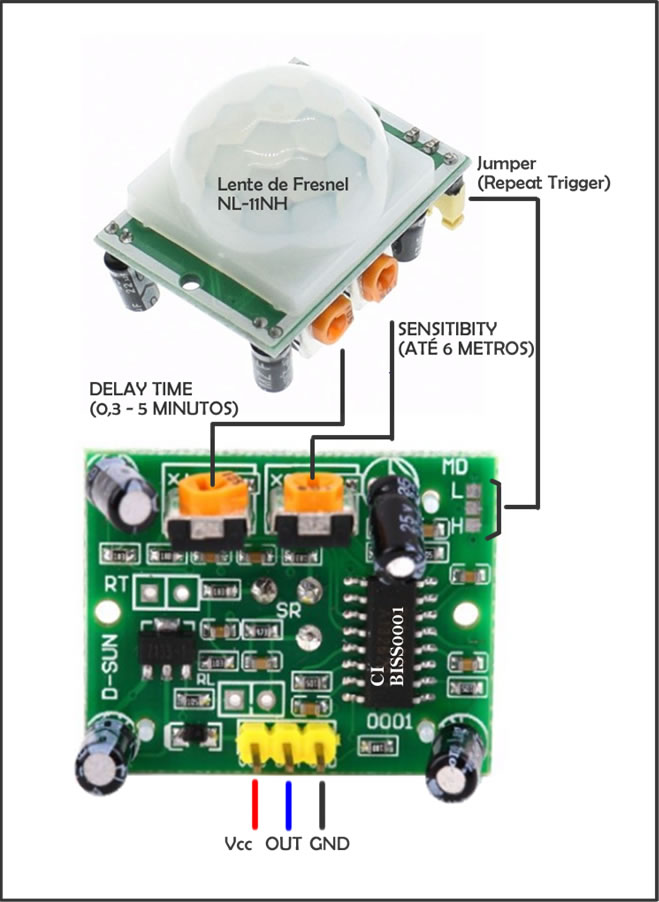 Lente de Fresnel
NL-11NH
Jumper
(Repeat Trigger)
SENSITIBITY
(ATÉ 6 METROS)
DELAY TIME
(0,3 - 5 MINUTOS)
MD
L
H
RT
SR
D-SUN
RL
CI
BISS0001
0001
25V
Vcc OUT GND